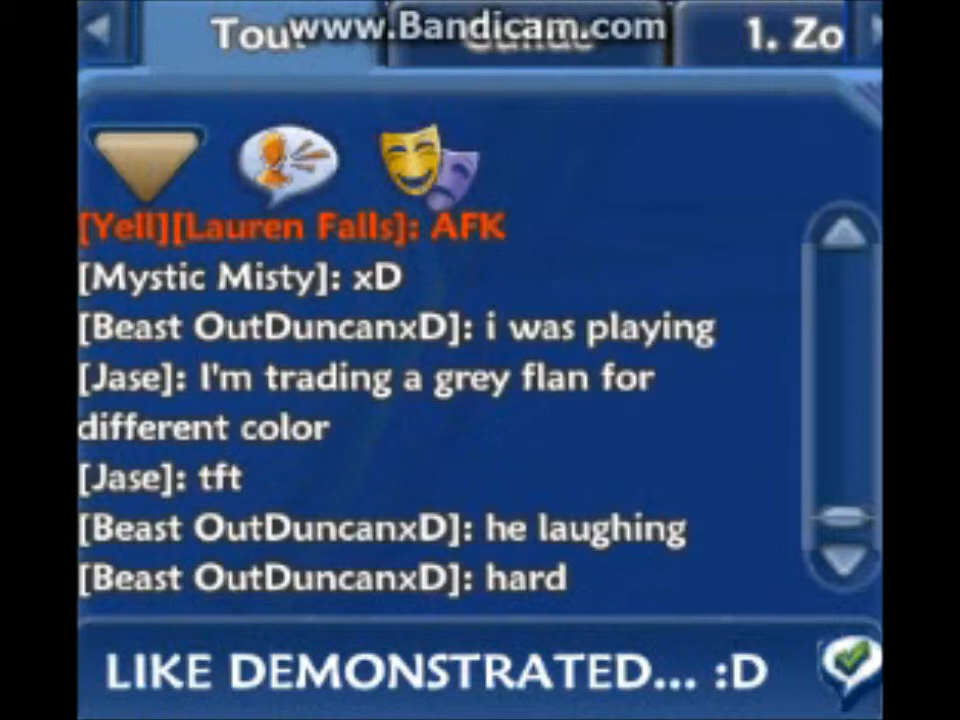 www.Bandicam.com
Tout
1. Zo
[Yell][Lauren Falls]: AFK
[Mystic Misty]: xD
[Beast OutDuncanxD]: i was playing
[Jase]: I'm trading a grey flan for
different color
[Jase]: tft
[Beast OutDuncanxD]: he laughing
[Beast OutDuncanxD]: hard
LIKE DEMONSTRATED... :D